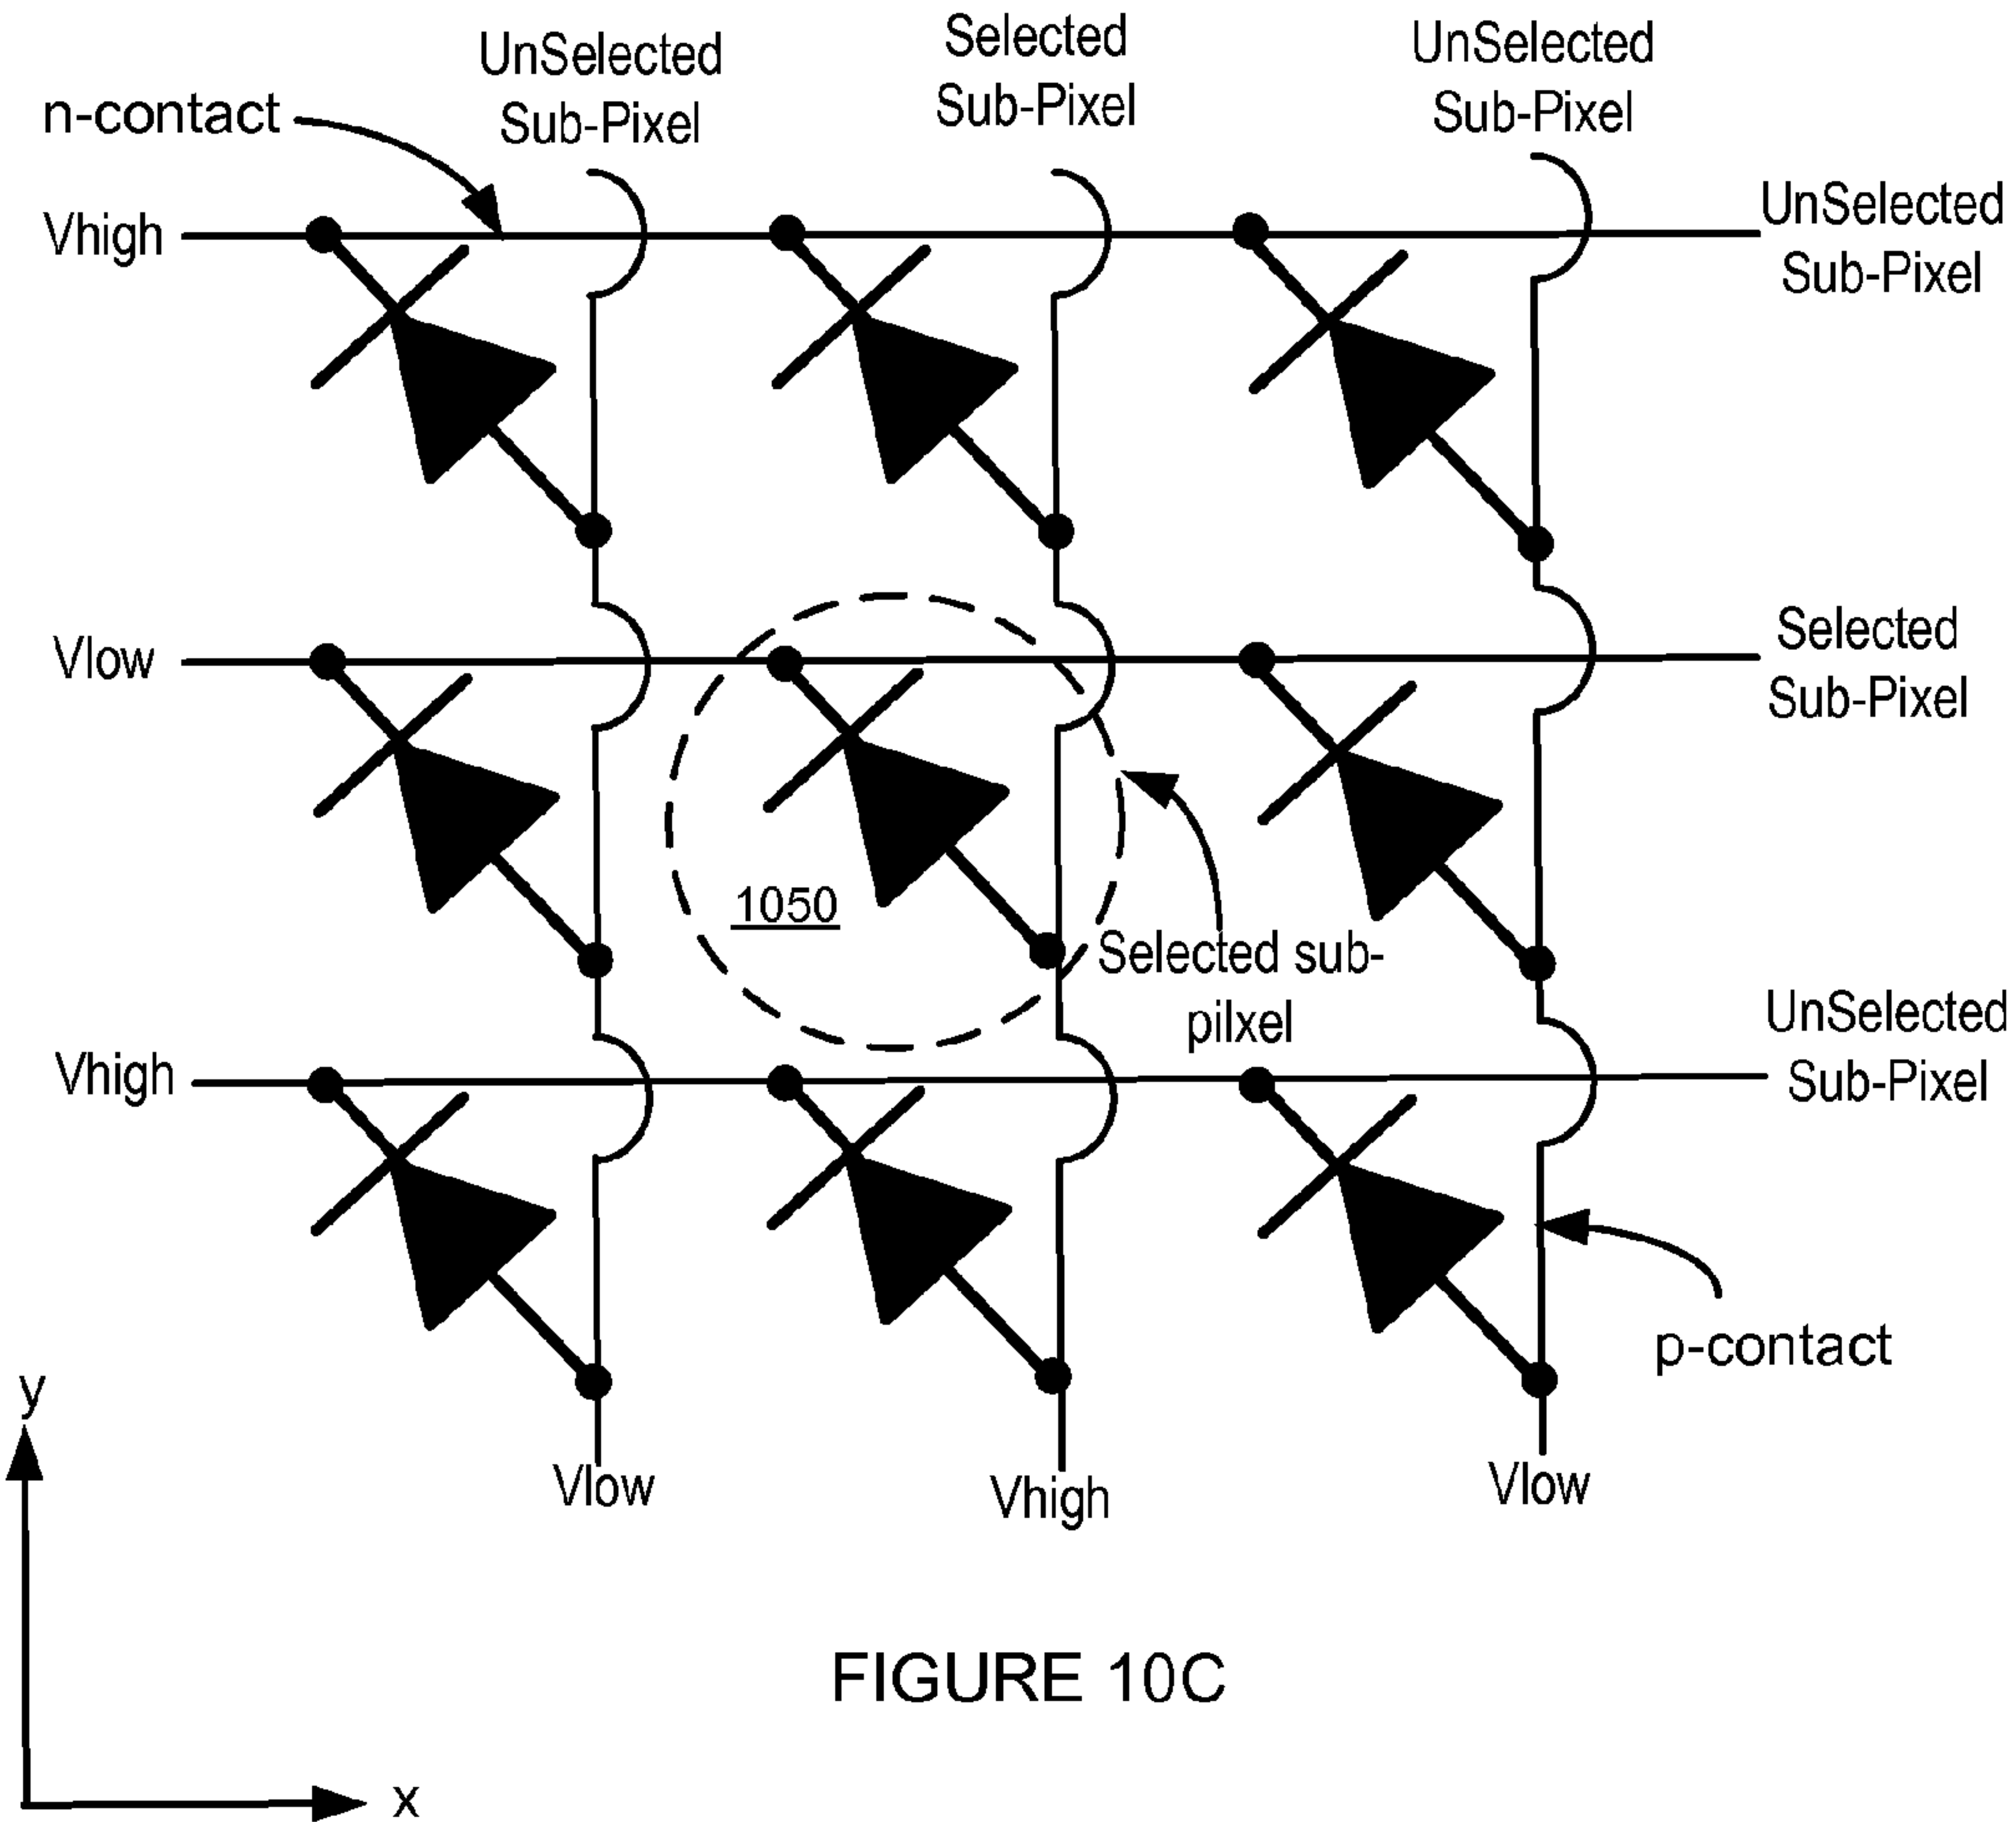 UnSelected
Sub-Pixel
Selected
Sub-Pixel
UnSelected
Sub-Pixel
n-contact
Vhigh
UnSelected
Sub-Pixel
Vlow
Selected
Sub-Pixel
1050
Selected sub-
pilxel
Vhigh
UnSelected
Sub-Pixel
p-contact
Vlow
Vhigh
Vlow
y
x
FIGURE 10C